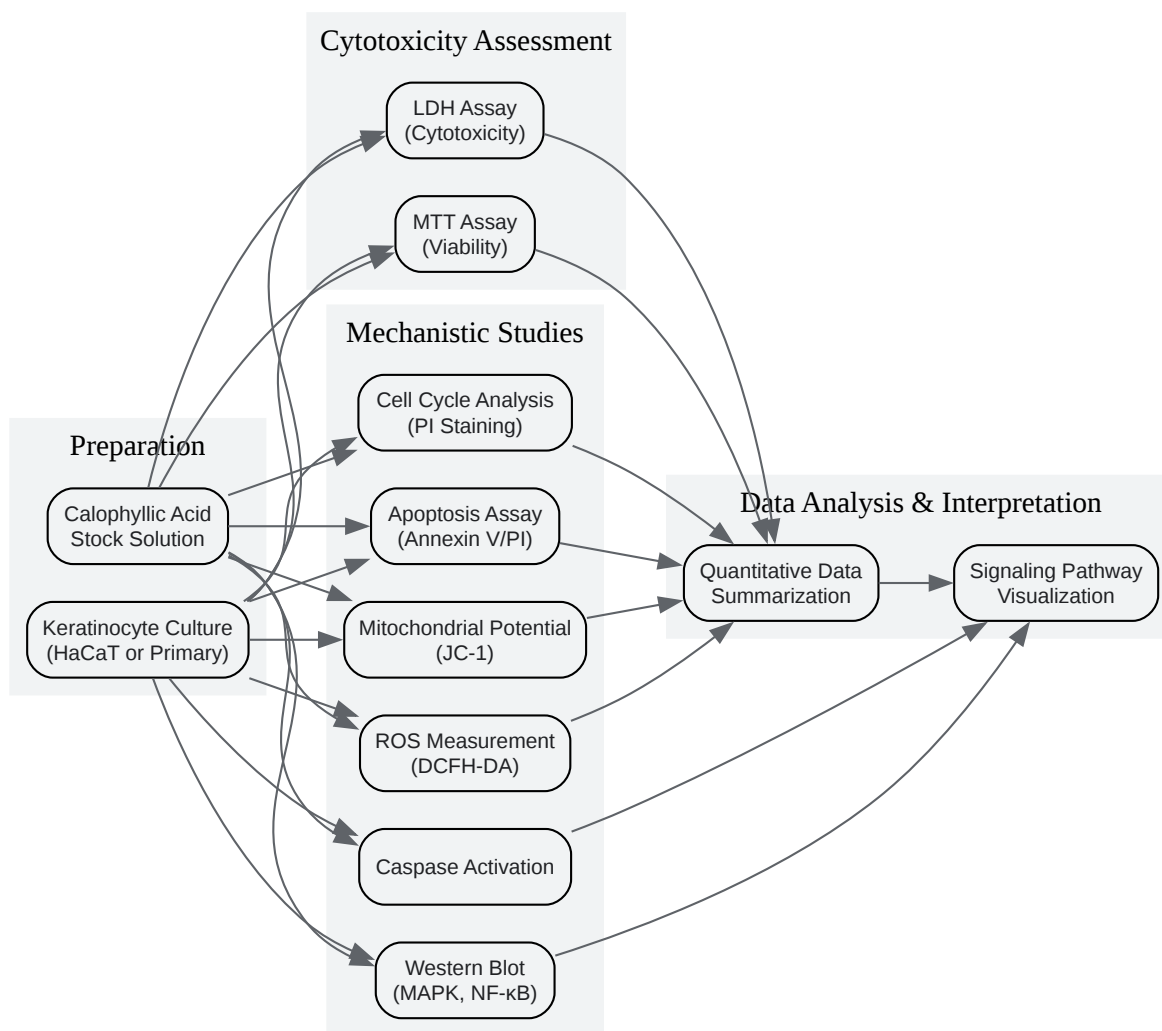 Cytotoxicity Assessment
LDH Assay
(Cytotoxicity)
MTT Assay
(Viability)
Mechanistic Studies
Cell Cycle Analysis
(PI Staining)
Apoptosis Assay
(Annexin V/PI)
Mitochondrial Potential
(JC-1)
ROS Measurement
(DCFH-DA)
Caspase Activation
Western Blot
(MAPK, NF-κB)
Preparation
Calophyllic Acid
Stock Solution
Keratinocyte Culture
(HaCaT or Primary)
Data Analysis & Interpretation
Quantitative Data
Summarization
Signaling Pathway
Visualization